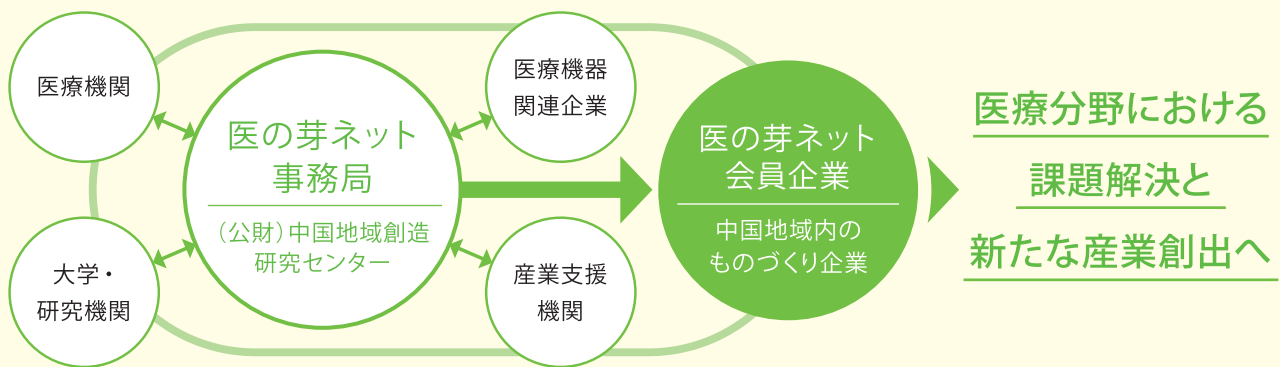 医療機関
大学・
研究機関
医の芽ネット
事務局
（公財）中国地域創造
研究センター
医療機器
関連企業
産業支援
機関
医の芽ネット
会員企業
中国地域内の
ものづくり企業
医療分野における
課題解決と
新たな産業創出へ